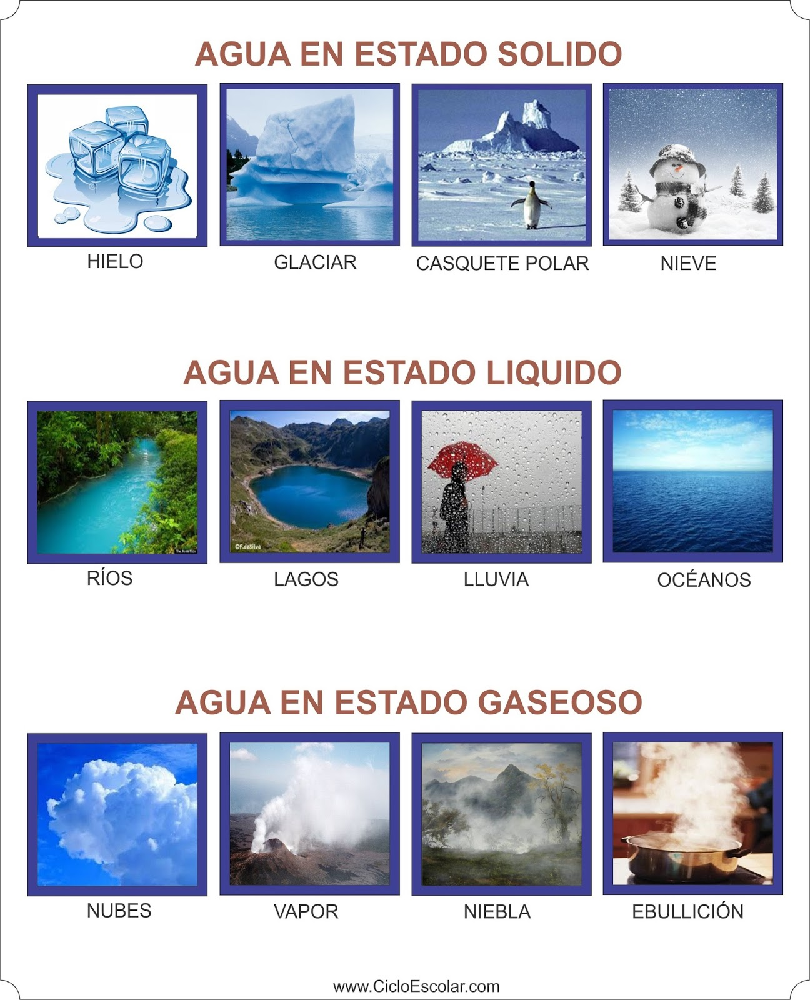 AGUA EN ESTADO SOLIDO
HIELO
GLACIAR
CASQUETE POLAR
NIEVE
AGUA EN ESTADO LIQUIDO
©F.deSilva
RÍOS
LAGOS
LLUVIA
OCÉANOS
AGUA EN ESTADO GASEOSO
NUBES
VAPOR
NIEBLA
EBULLICIÓN
www.CicloEscolar.com